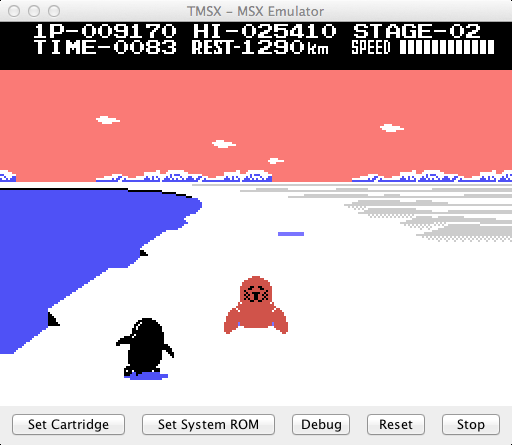 TMSX - MSX Emulator
1P-009170 HI-025410 STAGE-02
TIME-0083 REST-1290km SPEED
Set Cartridge Set System ROM Debug Reset Stop